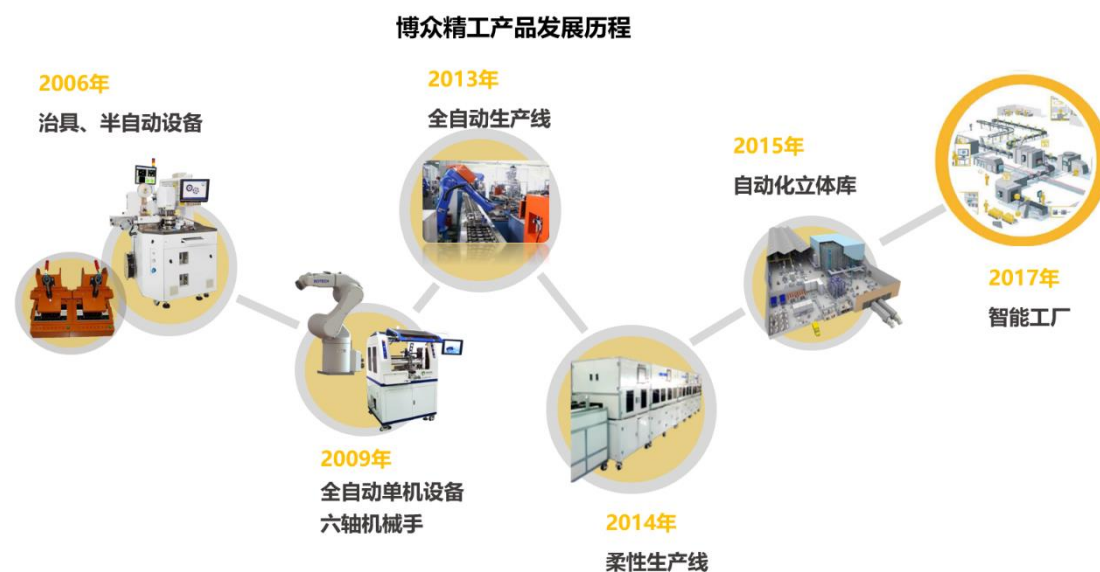 博众精工产品发展历程
2006年
治具、半自动设备
2009年
全自动单机设备
六轴机械手
2013年
全自动生产线
2014年
柔性生产线
2015年
自动化立体库
2017年
智能工厂